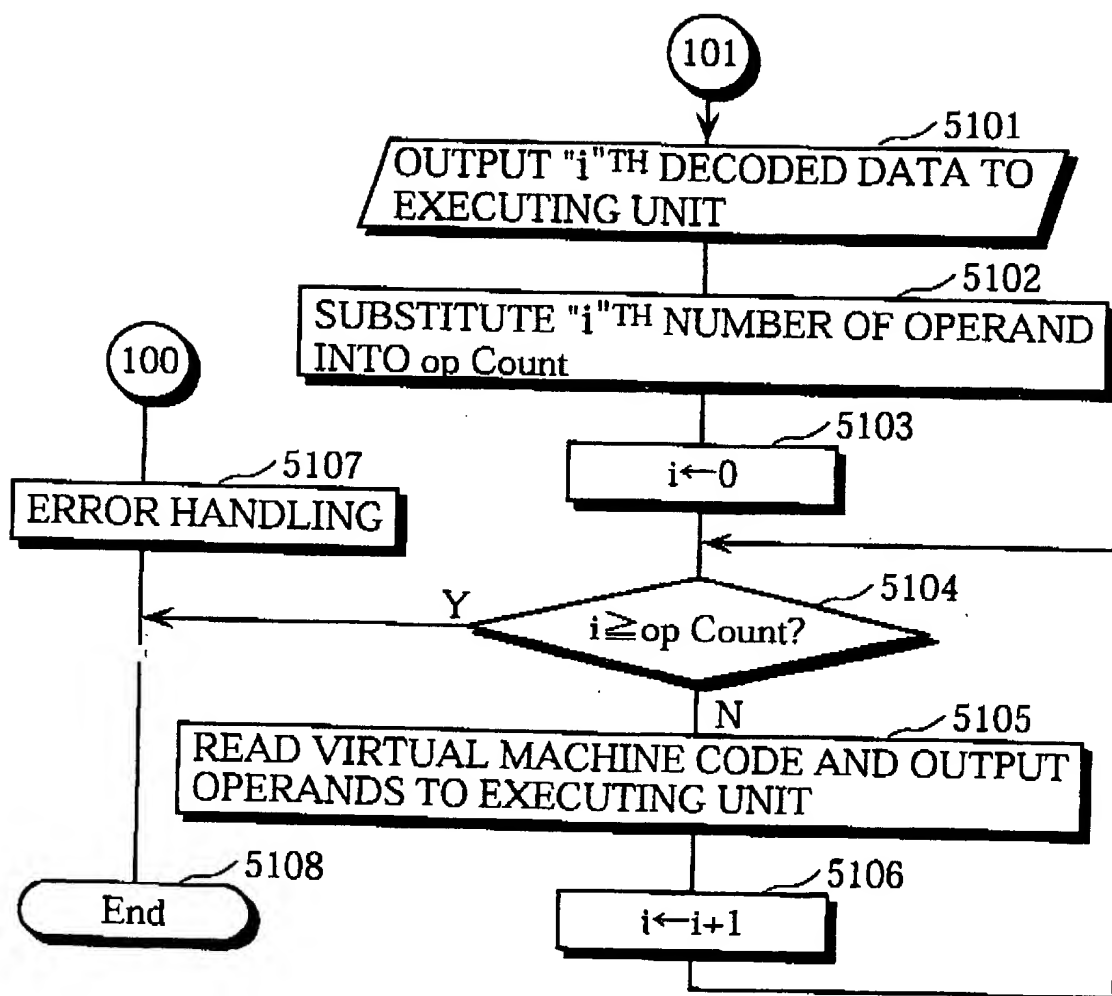 101
5101
OUTPUT "i"TH DECODED DATA TO
EXECUTING UNIT
5102
SUBSTITUTE "i"TH NUMBER OF OPERAND
INTO op Count
100
5103
i←0
5107
ERROR HANDLING
5104
Y
i≧op Count?
N
5105
READ VIRTUAL MACHINE CODE AND OUTPUT
OPERANDS TO EXECUTING UNIT
5108
End
5106
i←i+1